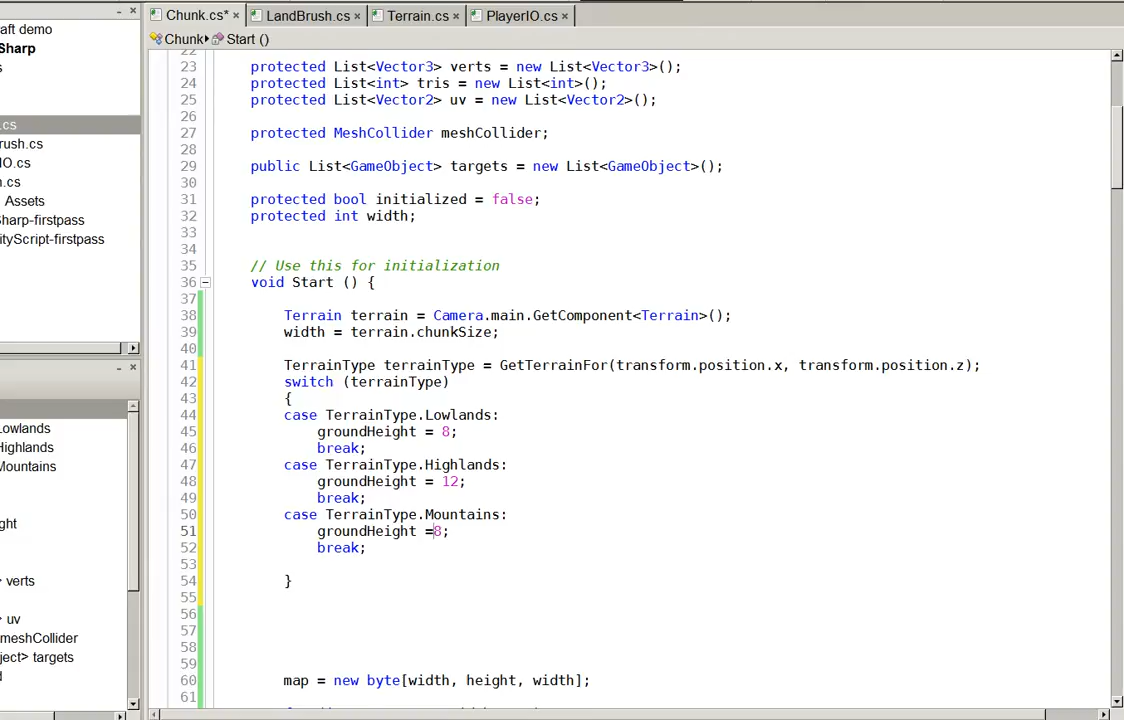 Chunk.cs* × LandBrush.cs × Terrain.cs × PlayerIO.cs ×
Chunk Start ()
aft demo
Sharp
s
.cs
rush.cs
IO.cs
n.cs
Assets
Sharp-firstpass
ityScript-firstpass
owlands
Highlands
Mountains
ght
> verts
> uv
meshCollider
ject> targets
d
22
23 protected List<Vector3> verts = new List<Vector3>();
24 protected List<int> tris = new List<int>();
25 protected List<Vector2> uv = new List<Vector2>();
26
27 protected MeshCollider meshCollider;
28
29 public List<GameObject> targets = new List<GameObject>();
30
31 protected bool initialized = false;
32 protected int width;
33
34
35 // Use this for initialization
36 void Start () {
37
38 Terrain terrain = Camera.main.GetComponent<Terrain>();
39 width = terrain.chunkSize;
40
41 TerrainType terrainType = GetTerrainFor(transform.position.x, transform.position.z);
42 switch (terrainType)
43 {
44 case TerrainType.Lowlands:
45 groundHeight = 8;
46 break;
47 case TerrainType.Highlands:
48 groundHeight = 12;
49 break;
50 case TerrainType.Mountains:
51 groundHeight =8;
52 break;
53
54 }
55
56
57
58
59
60 map = new byte[width, height, width];
61